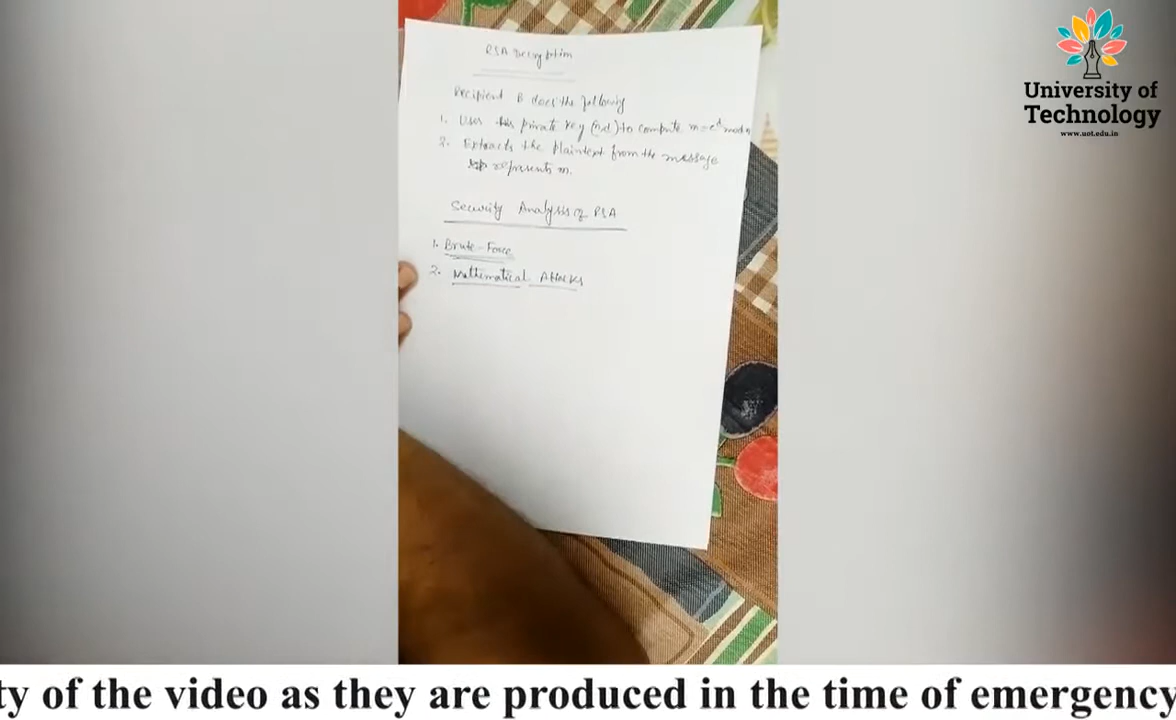 RSA Decryption
Recipient B does the following
1. Uses his private key (n,d) to compute m=c^d mod n
2. Extracts the plaintext from the message
represents m.
Security Analysis of RSA
1. Brute-Force
2. Mathematical Attacks
University of
Technology
www.uot.edu.in
ty of the video as they are produced in the time of emergency